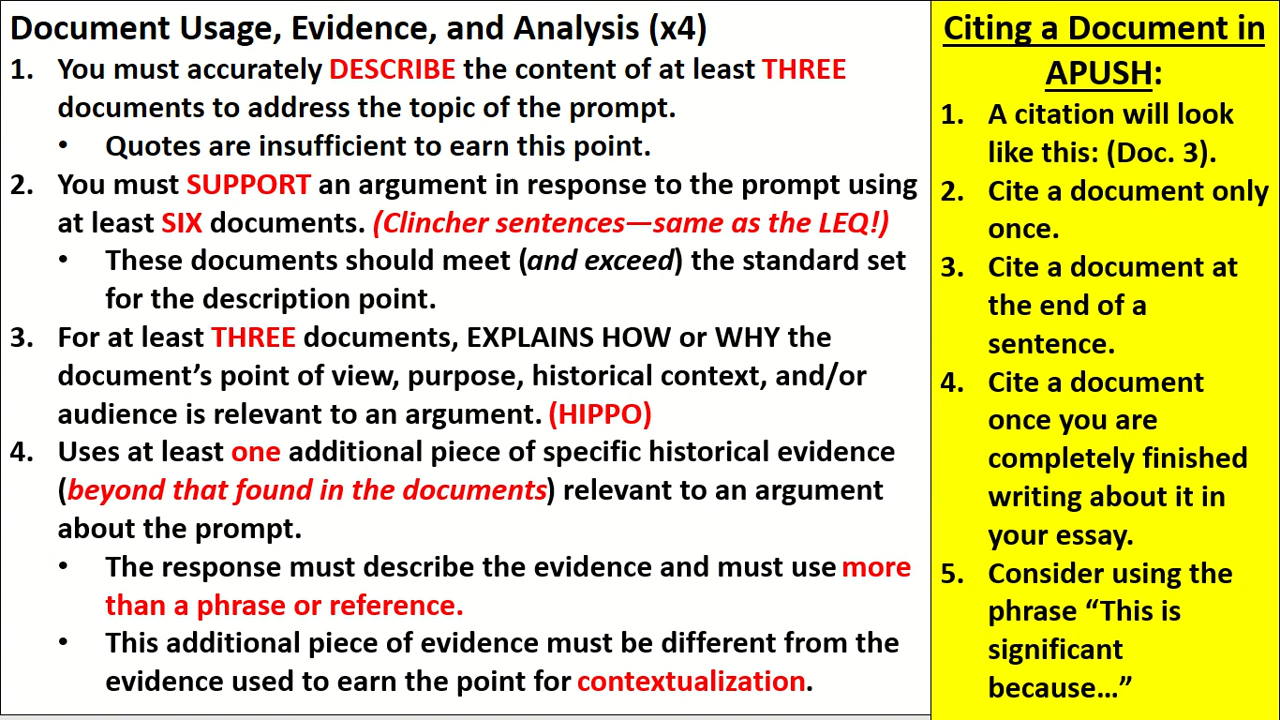 Document Usage, Evidence, and Analysis (x4)
1. You must accurately DESCRIBE the content of at least THREE
documents to address the topic of the prompt.
• Quotes are insufficient to earn this point.
2. You must SUPPORT an argument in response to the prompt using
at least SIX documents. (Clincher sentences—same as the LEQ!)
• These documents should meet (and exceed) the standard set
for the description point.
3. For at least THREE documents, EXPLAINS HOW or WHY the
document’s point of view, purpose, historical context, and/or
audience is relevant to an argument. (HIPPO)
4. Uses at least one additional piece of specific historical evidence
(beyond that found in the documents) relevant to an argument
about the prompt.
• The response must describe the evidence and must use more
than a phrase or reference.
• This additional piece of evidence must be different from the
evidence used to earn the point for contextualization.
Citing a Document in
APUSH:
1. A citation will look
like this: (Doc. 3).
2. Cite a document only
once.
3. Cite a document at
the end of a
sentence.
4. Cite a document
once you are
completely finished
writing about it in
your essay.
5. Consider using the
phrase “This is
significant
because…”